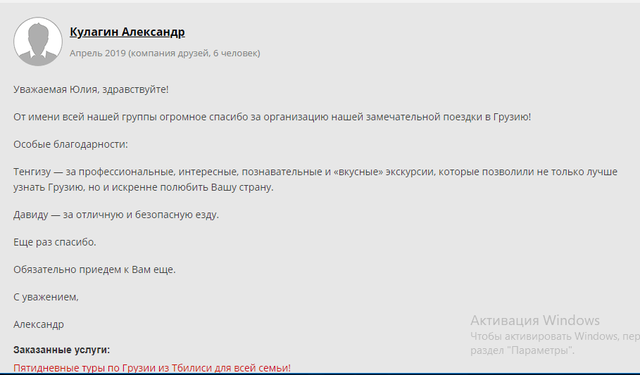 Кулагин Александр
Апрель 2019 (компания друзей, 6 человек)
Уважаемая Юлия, здравствуйте!
От имени всей нашей группы огромное спасибо за организацию нашей замечательной поездки в Грузию!
Особые благодарности:
Тенгизу — за профессиональные, интересные, познавательные и «вкусные» экскурсии, которые позволили не только лучше
узнать Грузию, но и искренне полюбить Вашу страну.
Давиду — за отличную и безопасную езду.
Еще раз спасибо.
Обязательно приедем к Вам еще.
С уважением,
Александр
Активация Windows
Чтобы активировать Windows, пер
раздел "Параметры".
Заказанные услуги:
Пятидневные туры по Грузии из Тбилиси для всей семьи!